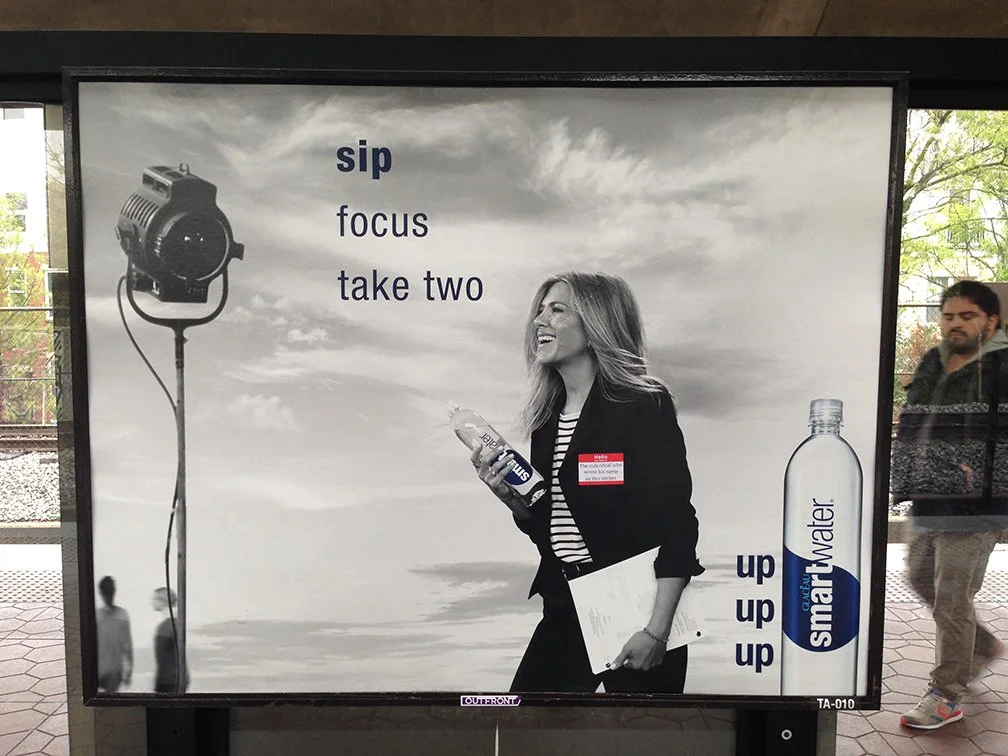 sip
focus
take two
smartwater
Hello
The individual who
wrote his name
on this sticker
up
up
up
GLACÉAU
smartwater
OUTFRONT/
TA-010